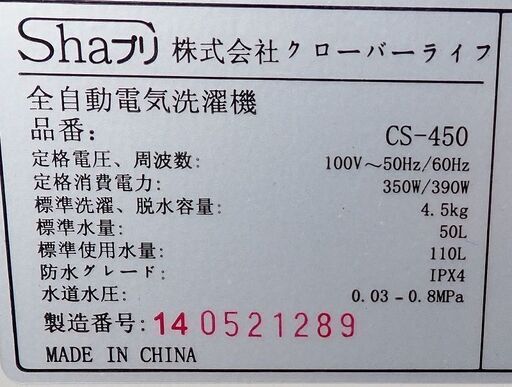 Shaプリ 株式会社クローバーライフ
全自動電気洗濯機
品番: CS-450
定格電圧、周波数: 100V～50Hz/60Hz
定格消費電力: 350W/390W
標準洗濯、脱水容量: 4.5kg
標準水量: 50L
標準使用水量: 110L
防水グレード: IPX4
水道水圧: 0.03-0.8MPa
製造番号: 140521289
MADE IN CHINA